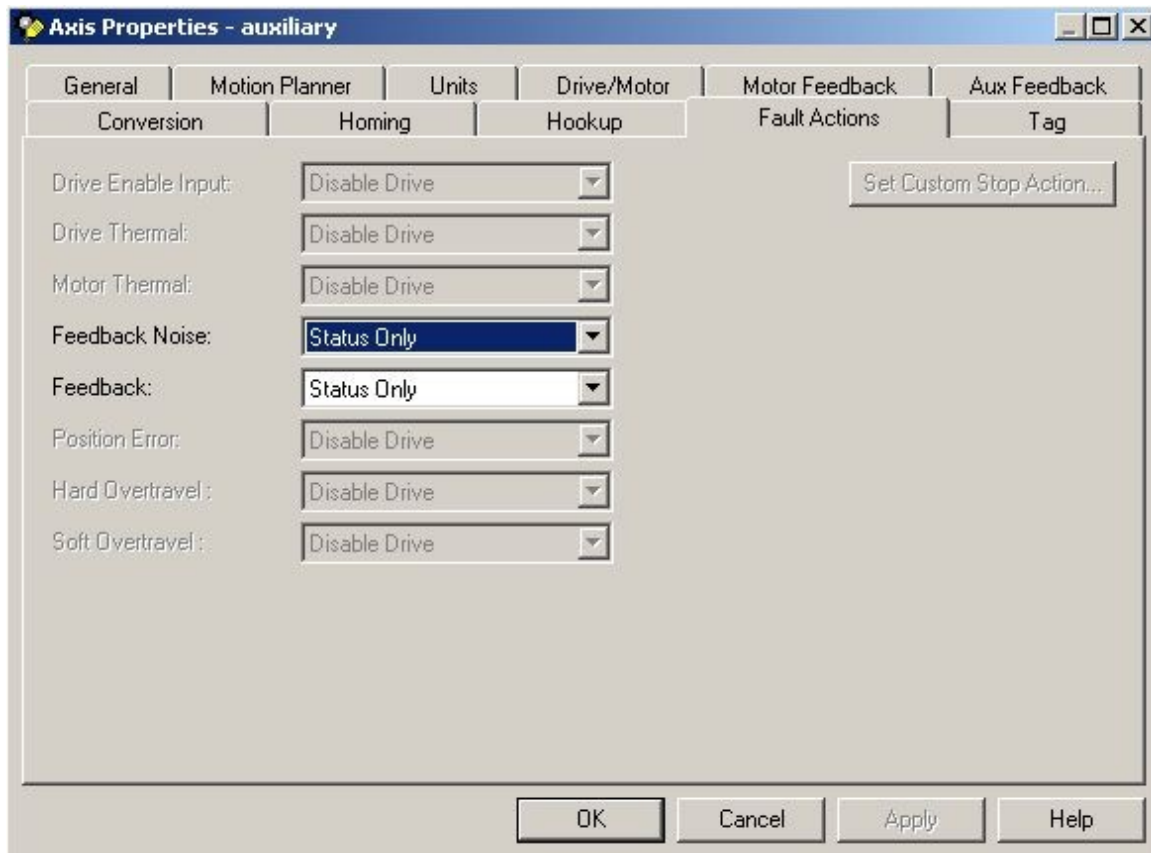 Axis Properties - auxiliary
General Motion Planner Units Drive/Motor Motor Feedback Aux Feedback
Conversion Homing Hookup Fault Actions Tag
Drive Enable Input: Disable Drive Set Custom Stop Action...
Drive Thermal: Disable Drive
Motor Thermal: Disable Drive
Feedback Noise: Status Only
Feedback: Status Only
Position Error: Disable Drive
Hard Overtravel : Disable Drive
Soft Overtravel : Disable Drive
OK Cancel Apply Help